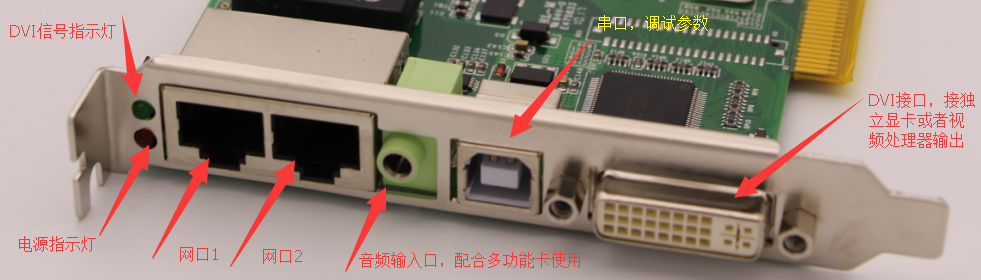 DVI信号指示灯
串口，调试参数
DVI接口，接独
立显卡或者视
频处理器输出
电源指示灯
网口1
网口2
音频输入口，配合多功能卡使用